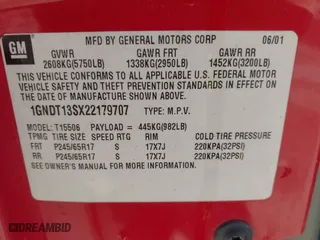 GM
MFD BY GENERAL MOTORS CORP 06/01
GVWR GAWR FRT GAWR RR
2608KG(5750LB) 1338KG(2950LB) 1452KG(3200LB)
THIS VEHICLE CONFORMS TO ALL APPLICABLE U.S. FEDERAL MOTOR
VEHICLE SAFETY AND THEFT PREVENTION STANDARDS IN EFFECT ON
THE DATE OF MANUFACTURE SHOWN ABOVE.
1GNDT13SX22179707 TYPE: M.P.V.
MODEL: T15506 PAYLOAD = 445KG(982LB)
TPMG TIRE SIZE SPEED RTG RIM COLD TIRE PRESSURE
FRT P245/65R17 S 17X7J 220KPA(32PSI)
RR P245/65R17 S 17X7J 220KPA(32PSI)
SEE OWNER'S MANUAL FOR MORE INFORMATION.
© DREAMBID